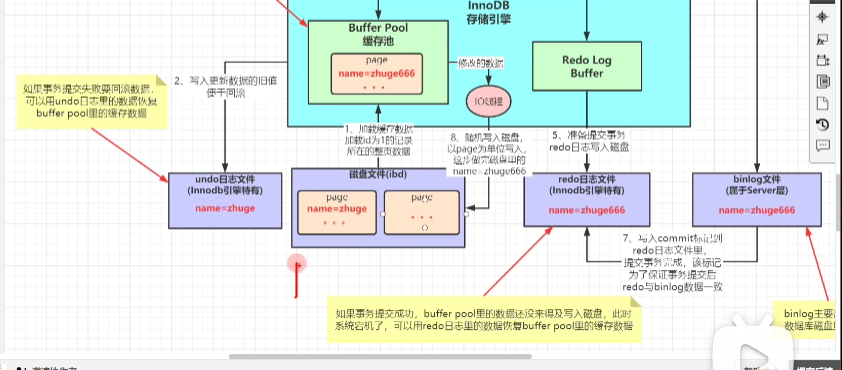 InnoDB
存储引擎
Buffer Pool
缓存池
page
name=zhuge666
。。。
修改的数据
IO线程
Redo Log
Buffer
如果事务提交失败要回滚数据,
可以用undo日志里的数据恢复
buffer pool里的缓存数据
2、写入更新数据的旧值
便于回滚
1、加载缓存数据
加载id为1的记录
所在的整页数据
8、随机写入磁盘,
以page为单位写入,
这步做完磁盘里的
name=zhuge666
5、准备提交事务
redo日志写入磁盘
undo日志文件
(Innodb引擎特有)
name=zhuge
磁盘文件(ibd)
page
name=zhuge
。。。
page
。。。
redo日志文件
(Innodb引擎特有)
name=zhuge666
binlog文件
(属于Server层)
name=zhuge666
7、写入commit标记到
redo日志文件里,
提交事务完成,该标记
为了保证事务提交后
redo与binlog数据一致
如果事务提交成功,buffer pool里的数据还没来得及写入磁盘,此时
系统宕机了,可以用redo日志里的数据恢复buffer pool里的缓存数据
binlog主要
数据库磁盘